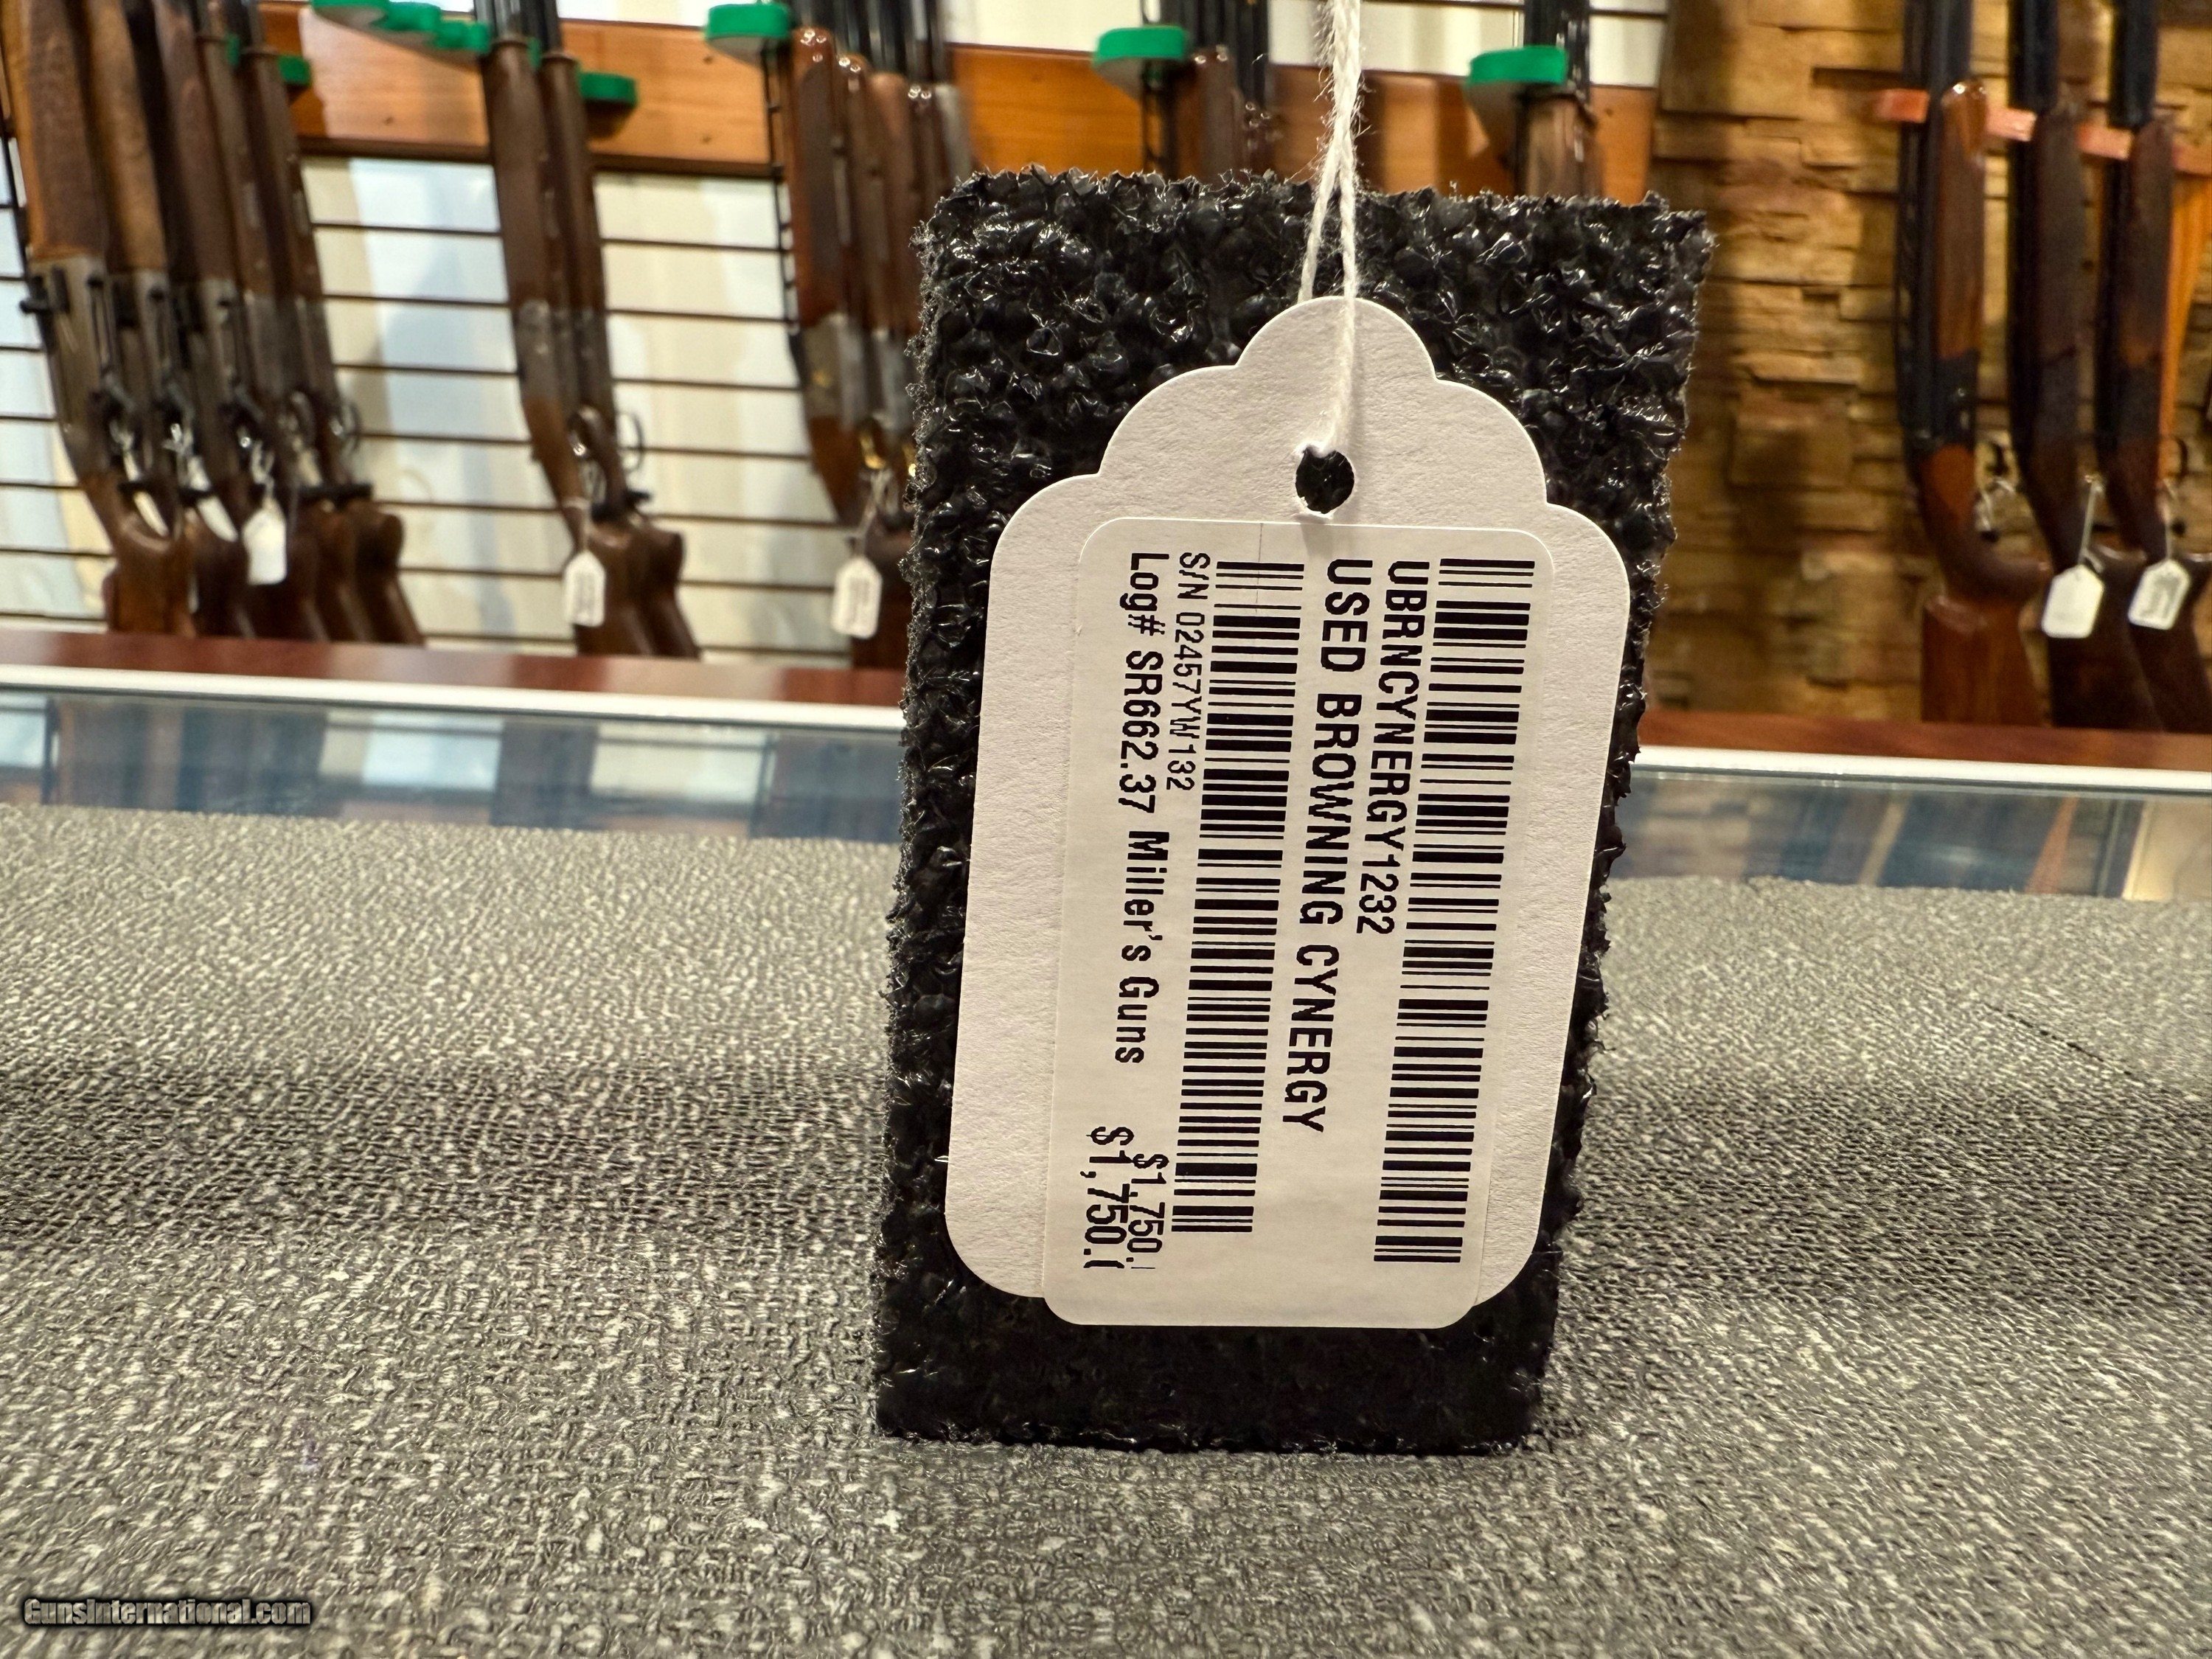 UBRNCYNERGY1232
USED BROWNING CYNERGY
S/N 02457YW132
Log# SR662.37 Miller's Guns
$1,750.
$1,750.(
GunsInternational.com